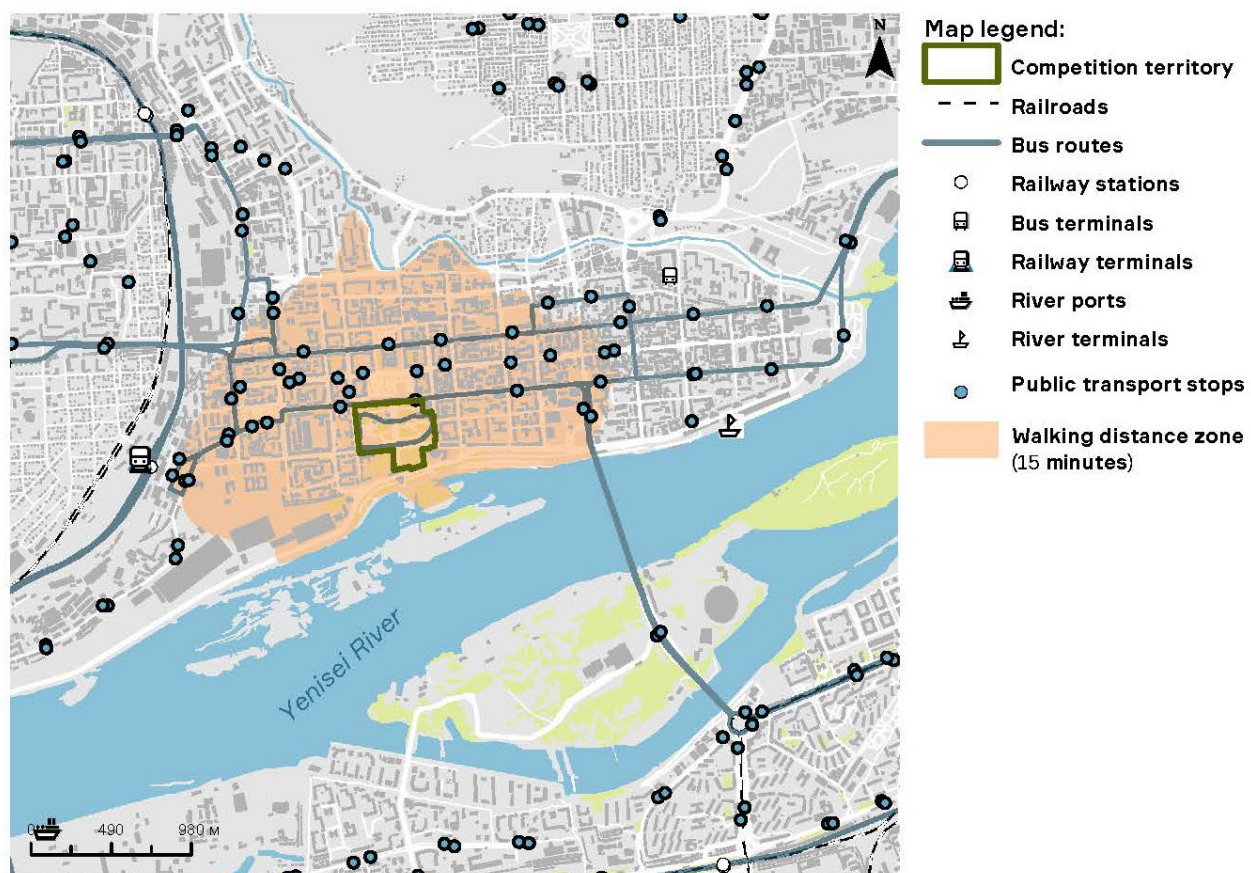 N
Map legend:
Competition territory
Railroads
Bus routes
Railway stations
Bus terminals
Railway terminals
River ports
River terminals
Public transport stops
Walking distance zone
(15 minutes)
Yenisei River
0 490 980 м